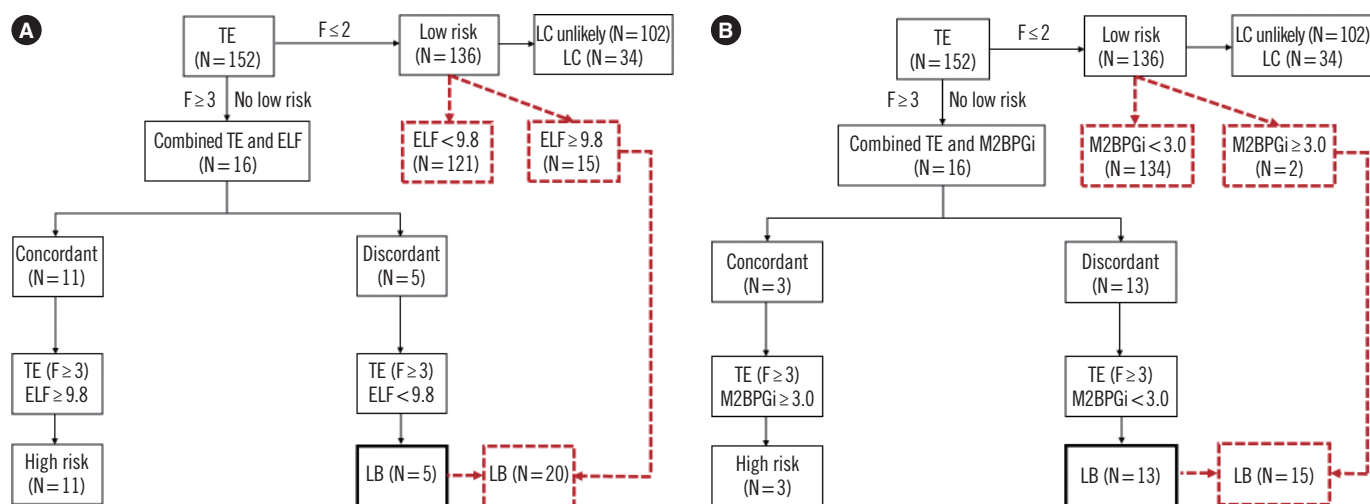 A
TE
(N=152)
F≤2
Low risk
(N=136)
LC unlikely (N=102)
LC (N=34)
F≥3
No low risk
Combined TE and ELF
(N=16)
ELF<9.8
(N=121)
ELF≥9.8
(N=15)
Concordant
(N=11)
Discordant
(N=5)
TE (F≥3)
ELF≥9.8
TE (F≥3)
ELF<9.8
High risk
(N=11)
LB (N=5)
LB (N=20)
B
TE
(N=152)
F≤2
Low risk
(N=136)
LC unlikely (N=102)
LC (N=34)
F≥3
No low risk
Combined TE and M2BPGi
(N=16)
M2BPGi<3.0
(N=134)
M2BPGi≥3.0
(N=2)
Concordant
(N=3)
Discordant
(N=13)
TE (F≥3)
M2BPGi≥3.0
TE (F≥3)
M2BPGi<3.0
High risk
(N=3)
LB (N=13)
LB (N=15)